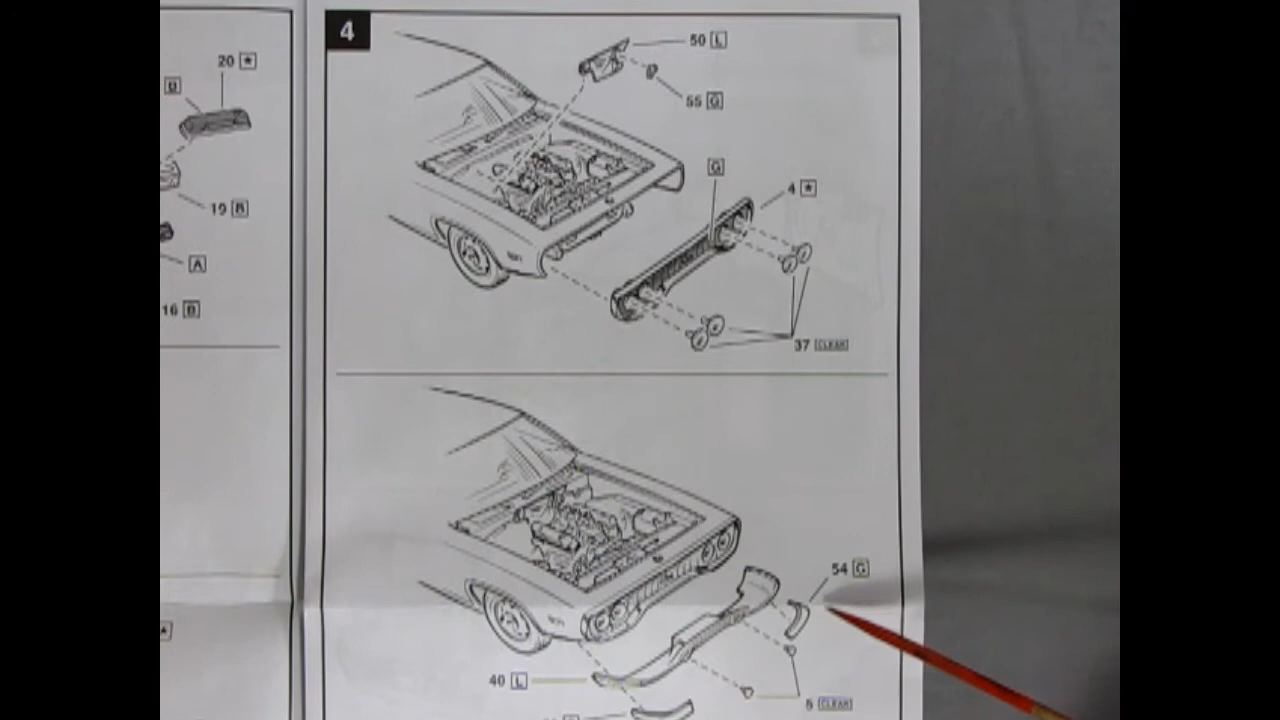 20 ★
B
19 B
A
16 B
4
50 L
55 G
G
4 ★
37 CLEAR
54 G
40 L
5 CLEAR